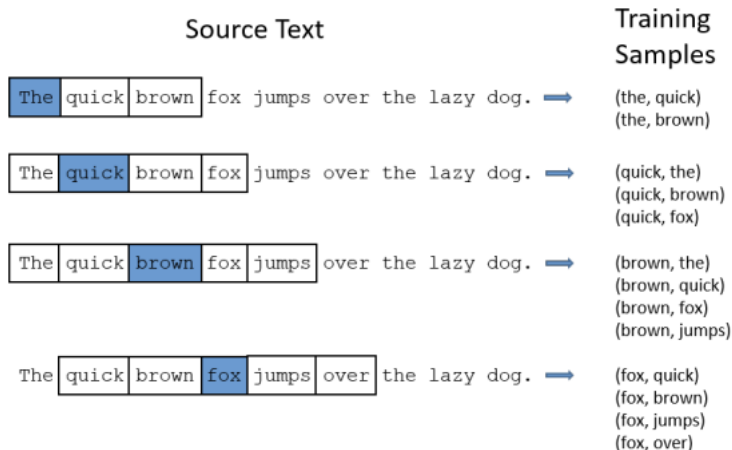 Source Text
Training
Samples
The quick brown fox jumps over the lazy dog.
(the, quick)
(the, brown)
The quick brown fox jumps over the lazy dog.
(quick, the)
(quick, brown)
(quick, fox)
The quick brown fox jumps over the lazy dog.
(brown, the)
(brown, quick)
(brown, fox)
(brown, jumps)
The quick brown fox jumps over the lazy dog.
(fox, quick)
(fox, brown)
(fox, jumps)
(fox, over)